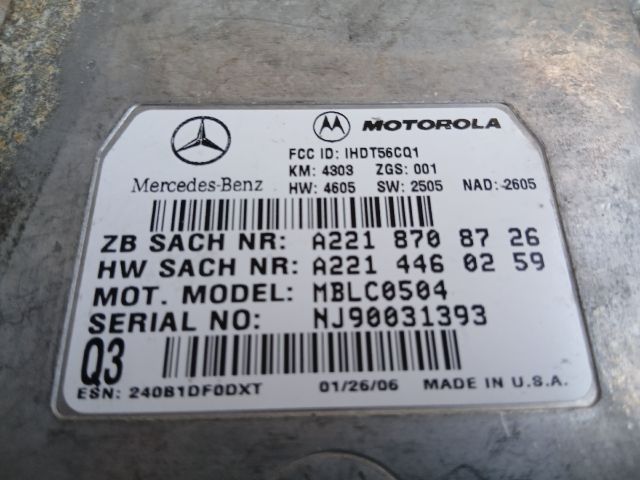 MOTOROLA
FCC ID: IHDT56CQ1
KM: 4303 ZGS: 001
Mercedes-Benz HW: 4605 SW: 2505 NAD: 2605
ZB SACH NR: A221 870 87 26
HW SACH NR: A221 446 02 59
MOT. MODEL: MBLC0504
SERIAL NO: NJ90031393
Q3
ESN: 240B1DF0DXT 01/26/06 MADE IN U.S.A.